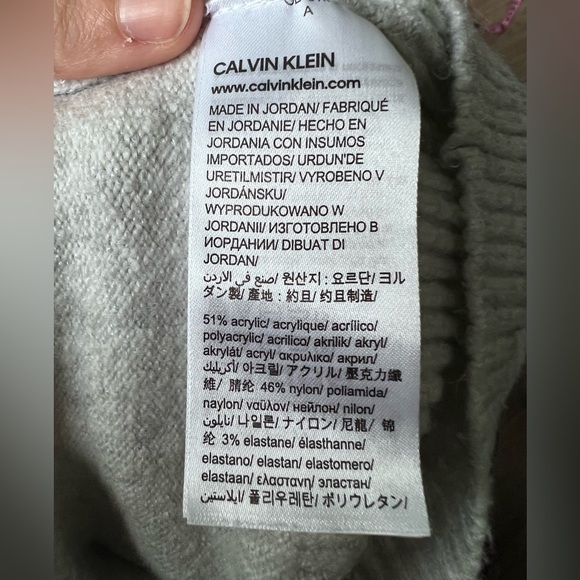 A
CALVIN KLEIN
www.calvinklein.com
MADE IN JORDAN/ FABRIQUÉ
EN JORDANIE/ HECHO EN
JORDANIA CON INSUMOS
IMPORTADOS/ URDUN'DE
URETILMISTIR/ VYROBENO V
JORDÁNSKU/
WYPRODUKOWANO W
JORDANII/ ИЗГОТОВЛЕНО В
ИОРДАНИИ/ DIBUAT DI
JORDAN/
صنع في الاردن/ 원산지 : 요르단/ ヨル
ダン製/ 產地 : 約旦/ 约旦制造/
51% acrylic/ acrylique/ acrílico/
polyacrylic/ acrilico/ akrilik/ akryl/
akrylát/ acryl/ ακρυλικο/ акрил/
أكريليك/ 아크릴/ アクリル/ 壓克力纖
維/ 腈纶 46% nylon/ poliamida/
naylon/ ναϋλον/ нейлон/ nilon/
نايلون/ 나일론/ ナイロン/ 尼龍/ 锦
纶 3% elastane/ élasthanne/
elastano/ elastan/ elastomero/
elastaan/ ελαστανη/ эластан/
ايلاستين/ 폴리우레탄/ ポリウレタン/